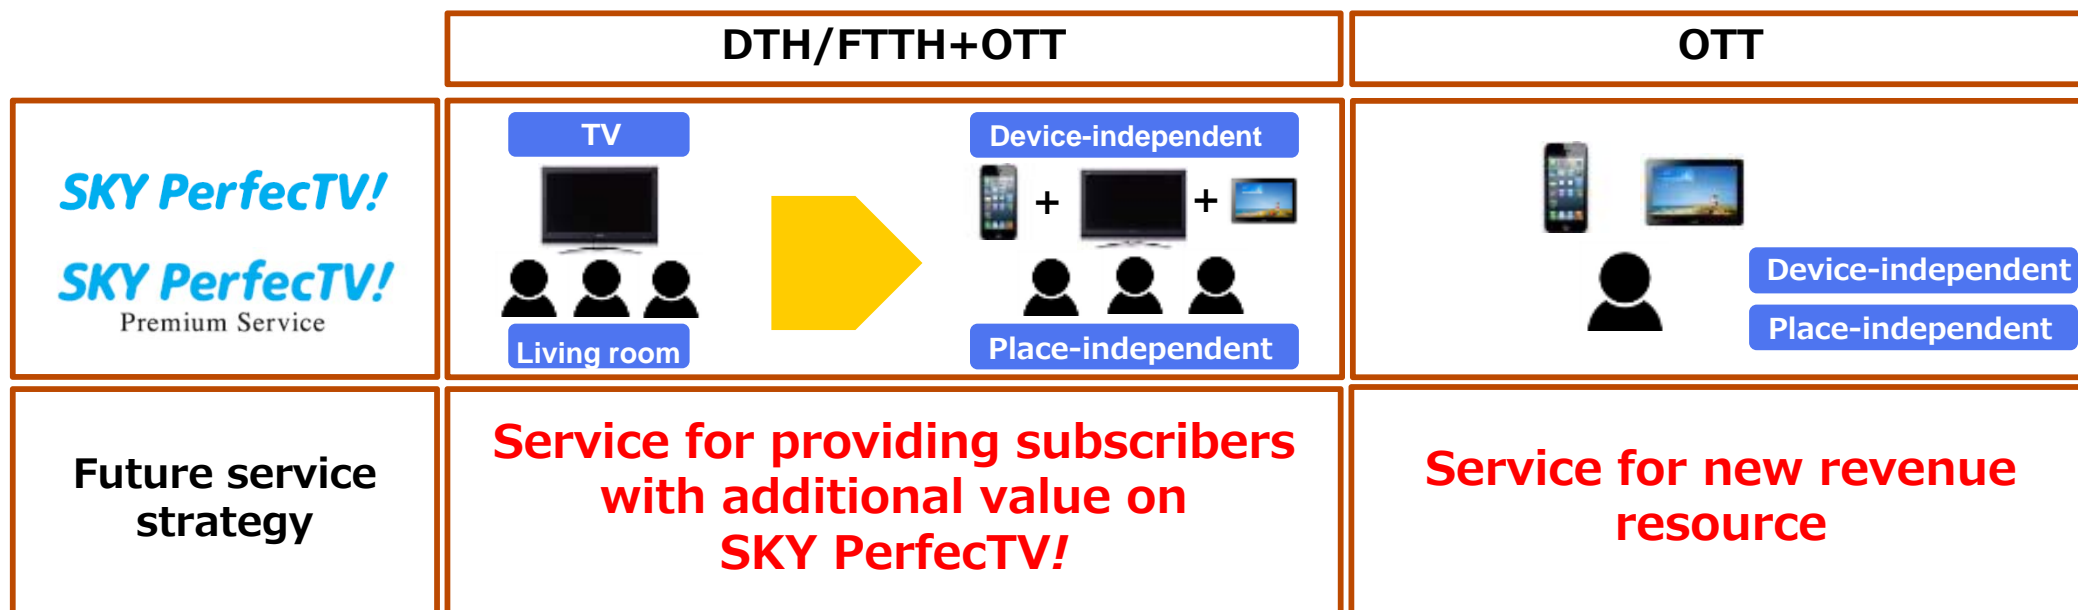 DTH/FTTH+OTT
OTT
SKY PerfecTV!
SKY PerfecTV!
Premium Service
TV
Living room
Device-independent
+
+
Place-independent
Device-independent
Place-independent
Future service
strategy
Service for providing subscribers
with additional value on
SKY PerfecTV!
Service for new revenue
resource